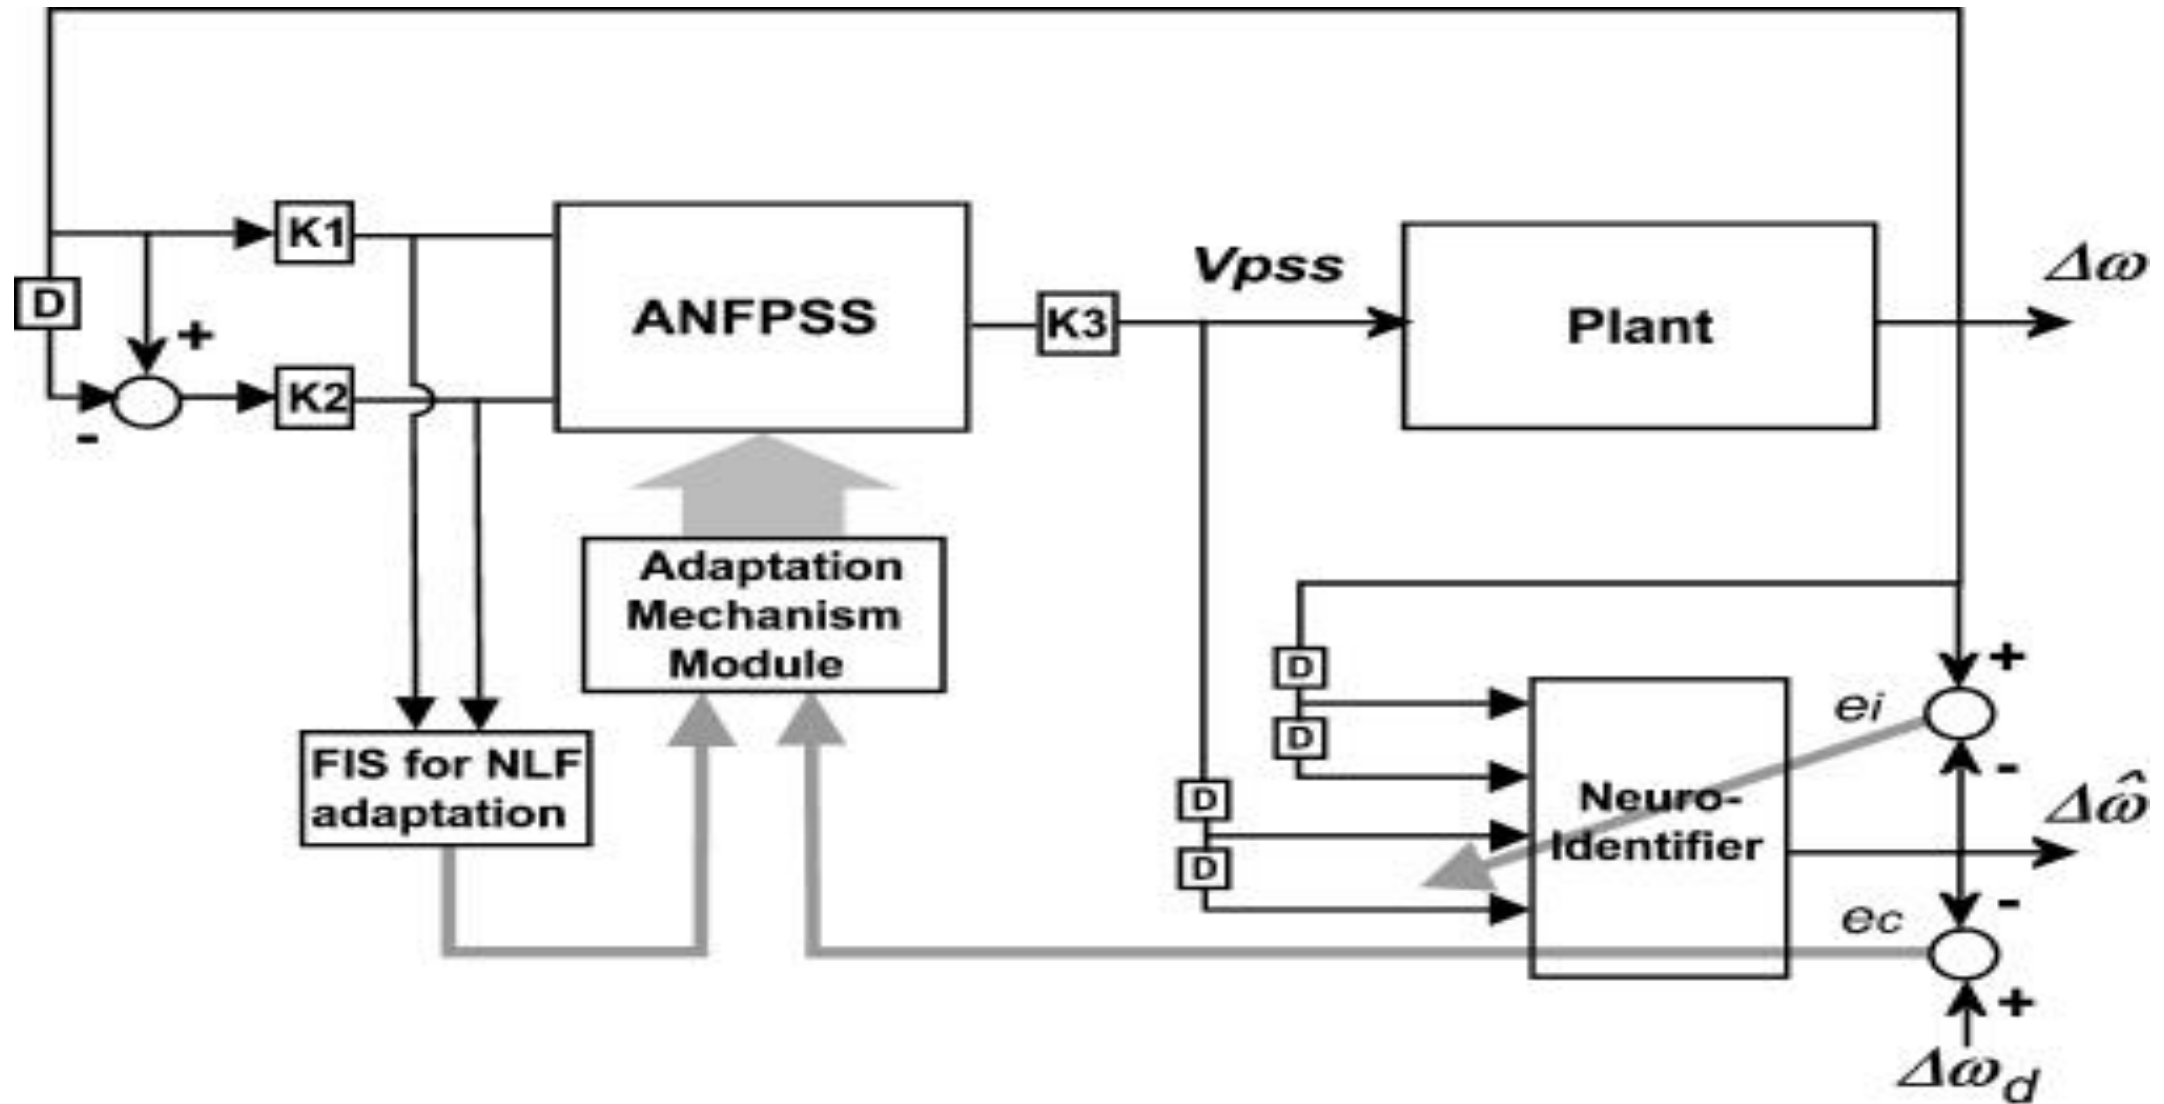 K1
Vpss
Δω
D
+
ANFPSS
K3
Plant
K2
-
Adaptation
Mechanism
Module
D
+
ei
D
-
FIS for NLF
adaptation
D
Neuro-
Identifier
Δω̂
D
-
ec
+
Δω_d